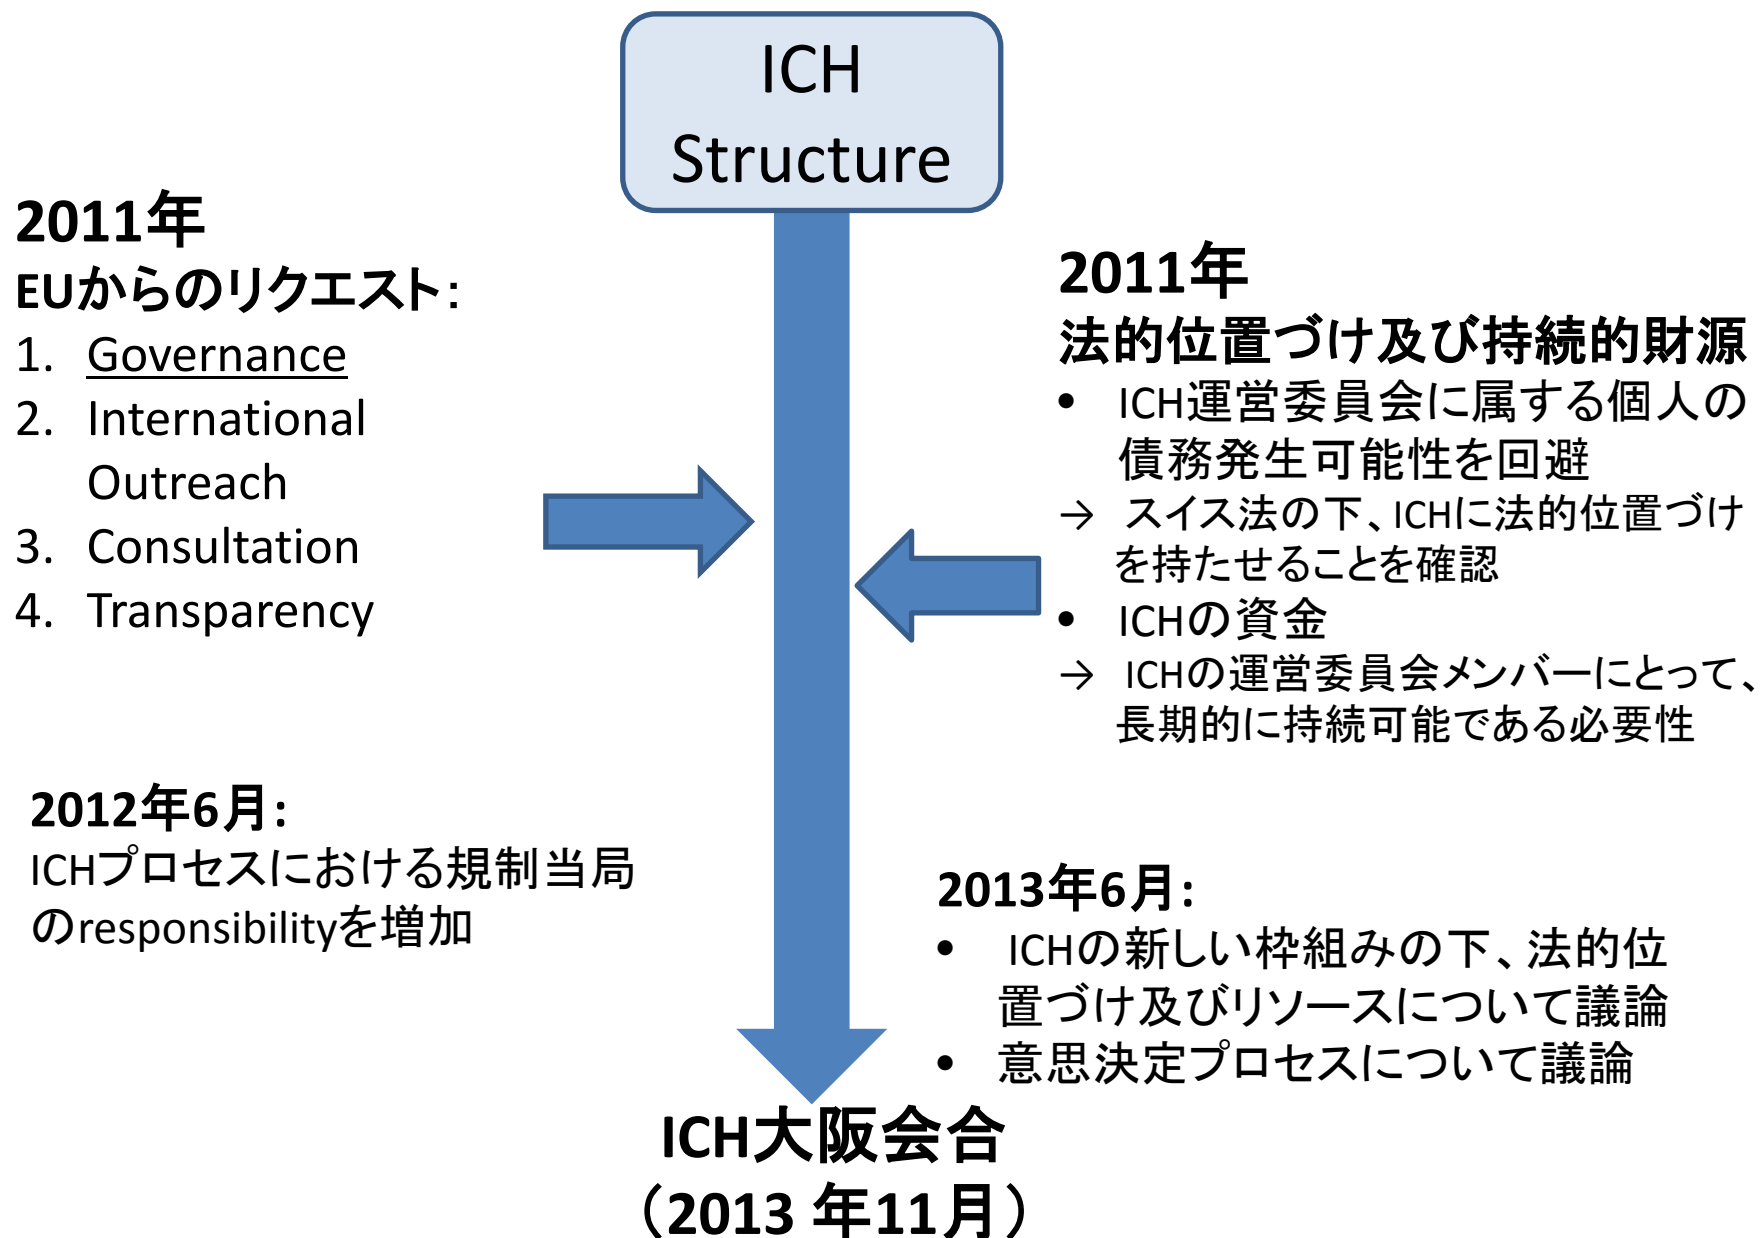 ICH
Structure
2011年
EUからのリクエスト:
1. Governance
2. International
Outreach
3. Consultation
4. Transparency
2011年
法的位置づけ及び持続的財源
• ICH運営委員会に属する個人の
債務発生可能性を回避
→ スイス法の下、ICHに法的位置づけ
を持たせることを確認
• ICHの資金
→ ICHの運営委員会メンバーにとって、
長期的に持続可能である必要性
2012年6月:
ICHプロセスにおける規制当局
のresponsibilityを増加
2013年6月:
• ICHの新しい枠組みの下、法的位
置づけ及びリソースについて議論
• 意思決定プロセスについて議論
ICH大阪会合
（2013 年11月）